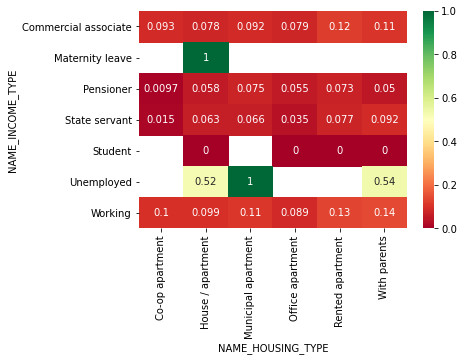 NAME_INCOME_TYPE
Commercial associate 0.093 0.078 0.092 0.079 0.12 0.11
Maternity leave 1
Pensioner 0.0097 0.058 0.075 0.055 0.073 0.05
State servant 0.015 0.063 0.066 0.035 0.077 0.092
Student 0 0 0 0
Unemployed 0.52 1 0.54
Working 0.1 0.099 0.11 0.089 0.13 0.14
Co-op apartment
House / apartment
Municipal apartment
Office apartment
Rented apartment
With parents
NAME_HOUSING_TYPE
1.0
0.8
0.6
0.4
0.2
0.0